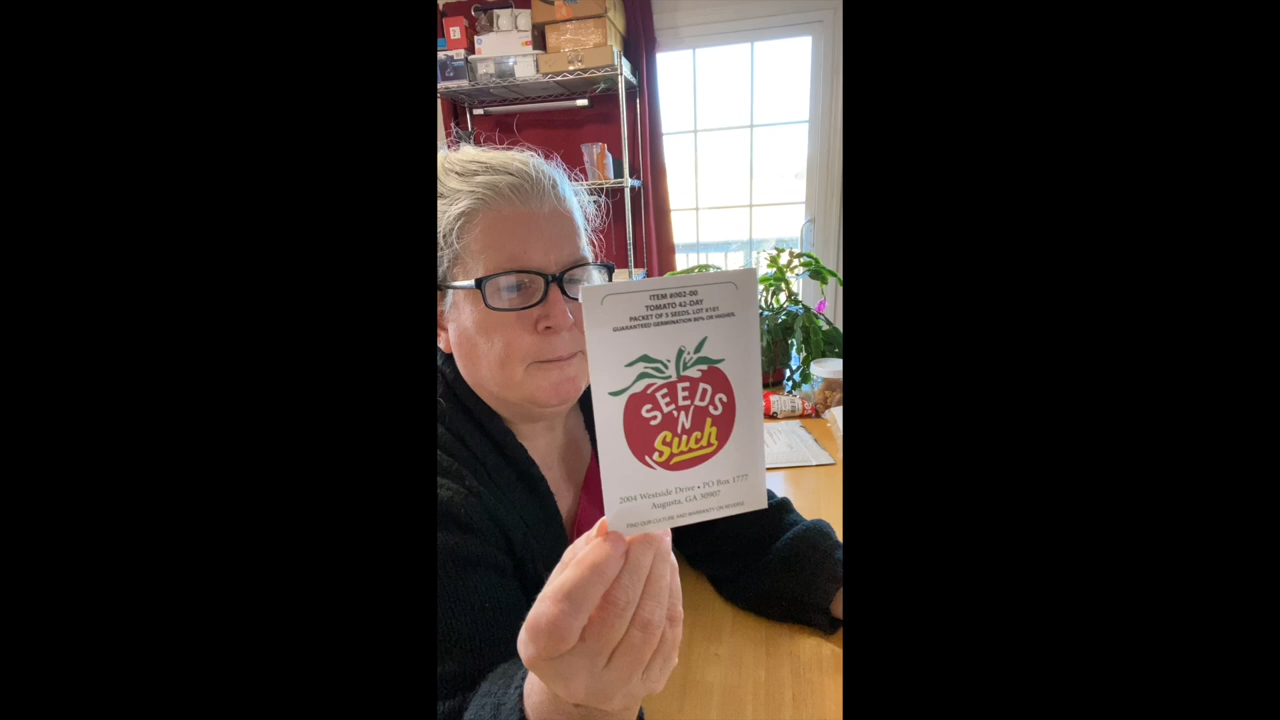 ITEM #002-00
TOMATO 42-DAY
PACKET OF 5 SEEDS. LOT #101
GUARANTEED GERMINATION 80% OR HIGHER.
SEEDS
'N
Such
2004 Westside Drive • PO Box 1777
Augusta, GA 30907
FIND OUR CULTURE AND WARRANTY ON REVERSE